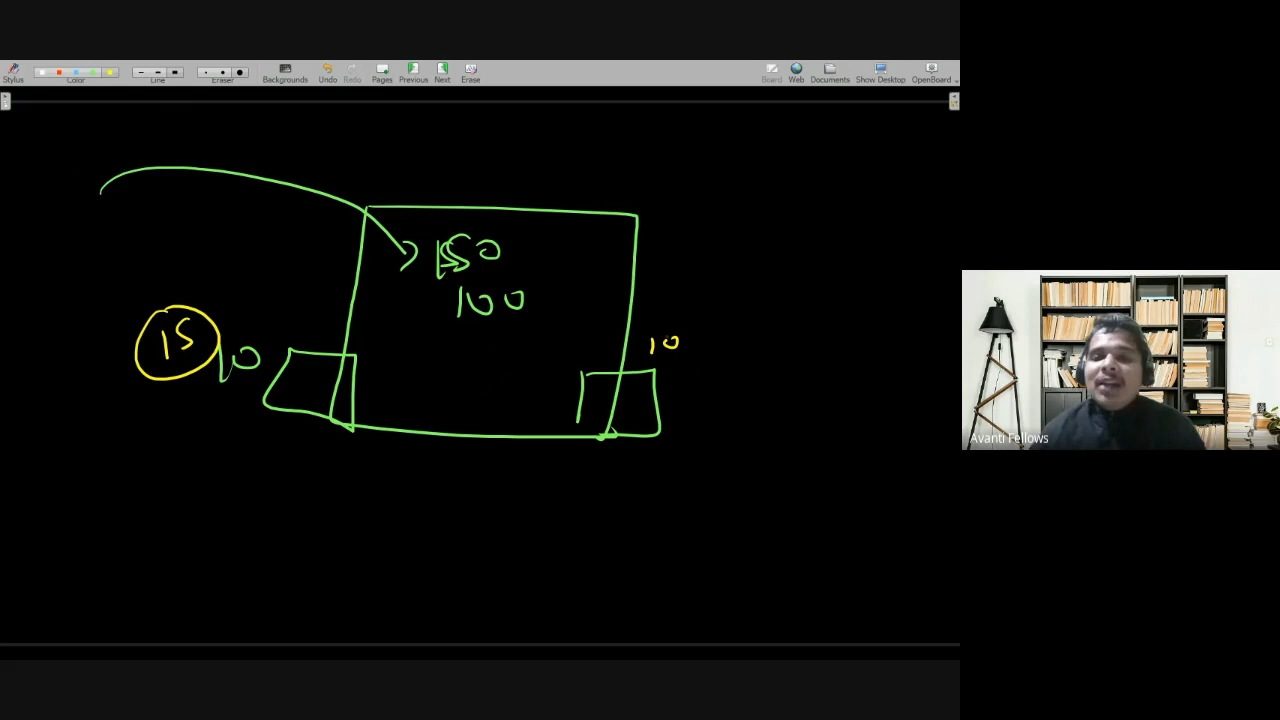 Stylus Color Line Eraser Backgrounds Undo Redo Pages Previous Next Erase Board Web Documents Show Desktop OpenBoard
50
100
15
10
10
Avanti Fellows